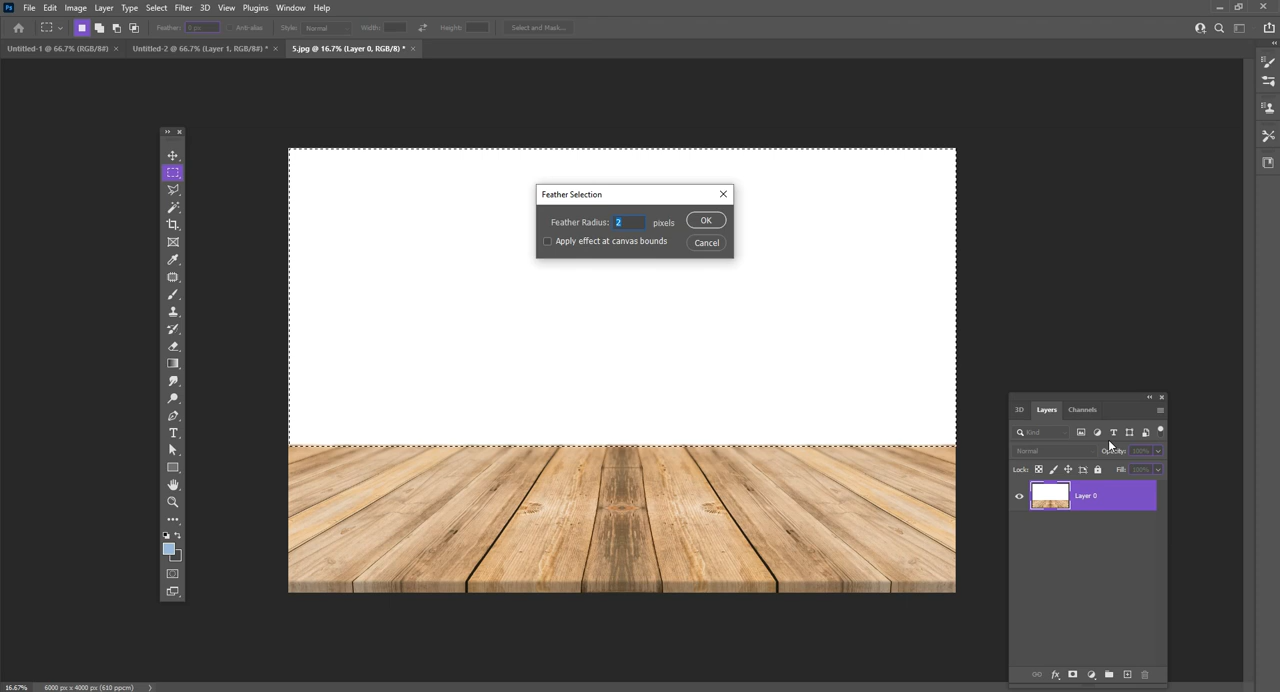 Ps File Edit Image Layer Type Select Filter 3D View Plugins Window Help
Feather: 0 px Anti-alias Style: Normal Width: Height: Select and Mask...
Untitled-1 @ 66.7% (RGB/8#) × Untitled-2 @ 66.7% (Layer 1, RGB/8#) * × 5.jpg @ 16.7% (Layer 0, RGB/8) * ×
Feather Selection
Feather Radius: 2 pixels OK
Apply effect at canvas bounds Cancel
3D Layers Channels
Kind
Normal Opacity: 100%
Lock: Fill: 100%
Layer 0
16.67% 6000 px x 4000 px (610 ppcm)